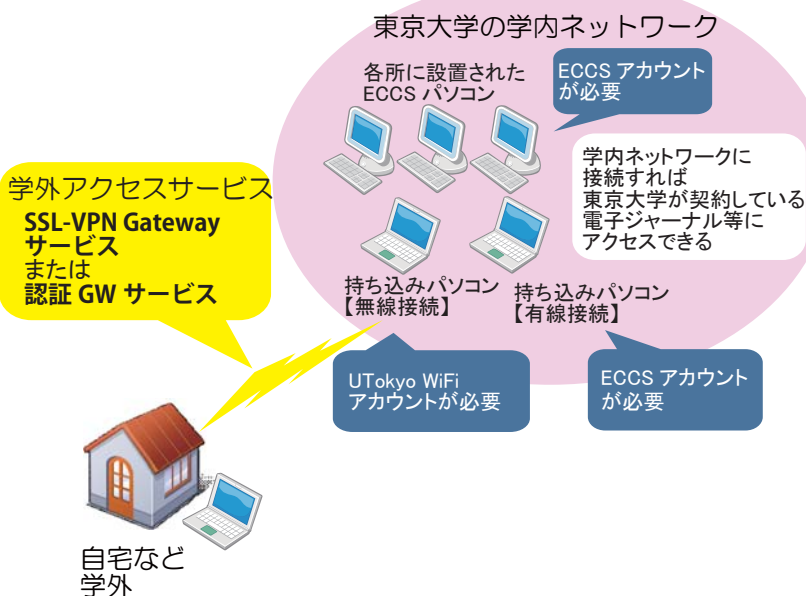 東京大学の学内ネットワーク
各所に設置された
ECCS パソコン
ECCS アカウント
が必要
学内ネットワークに
接続すれば
東京大学が契約している
電子ジャーナル等に
アクセスできる
学外アクセスサービス
SSL-VPN Gateway
サービス
または
認証 GW サービス
持ち込みパソコン
【無線接続】
持ち込みパソコン
【有線接続】
UTokyo WiFi
アカウントが必要
ECCS アカウント
が必要
自宅など
学外